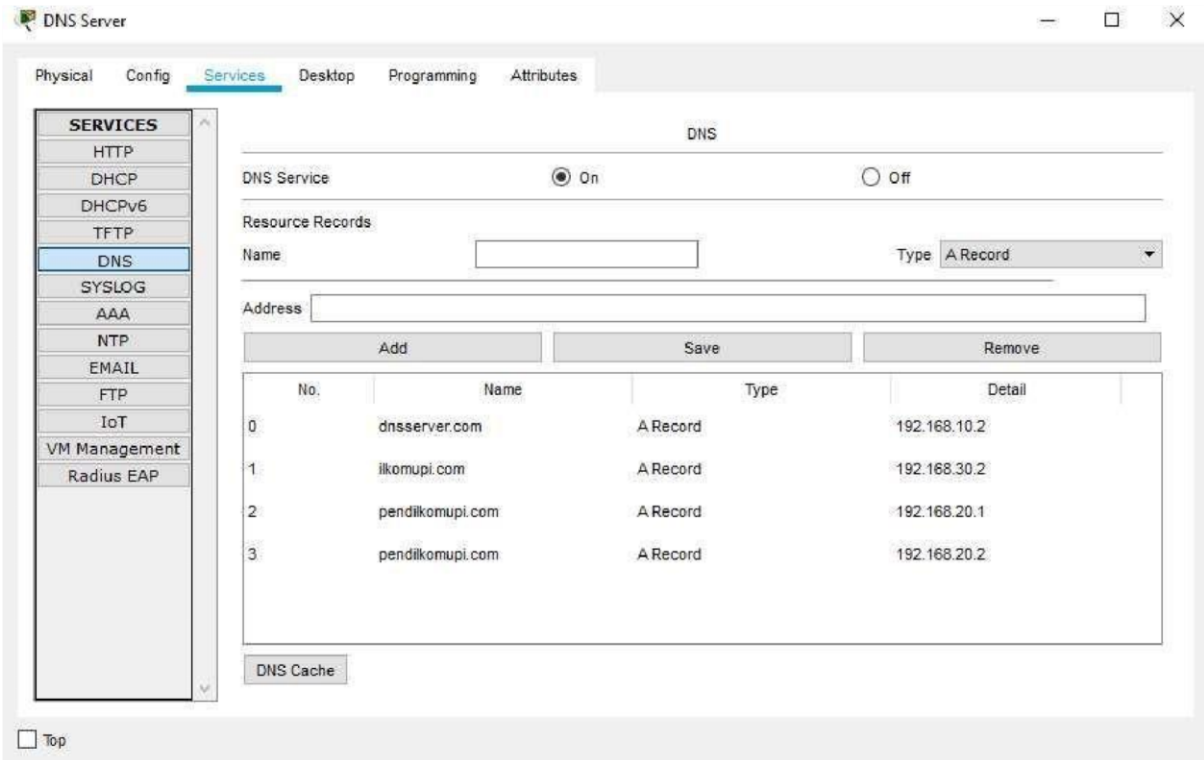 DNS Server
Physical Config Services Desktop Programming Attributes
SERVICES
HTTP
DHCP
DHCPv6
TFTP
DNS
SYSLOG
AAA
NTP
EMAIL
FTP
IoT
VM Management
Radius EAP
DNS
DNS Service On Off
Resource Records
Name Type A Record
Address
Add Save Remove
No. Name Type Detail
0 dnsserver.com A Record 192.168.10.2
1 ilkomupi.com A Record 192.168.30.2
2 pendilkomupi.com A Record 192.168.20.1
3 pendilkomupi.com A Record 192.168.20.2
DNS Cache
Top